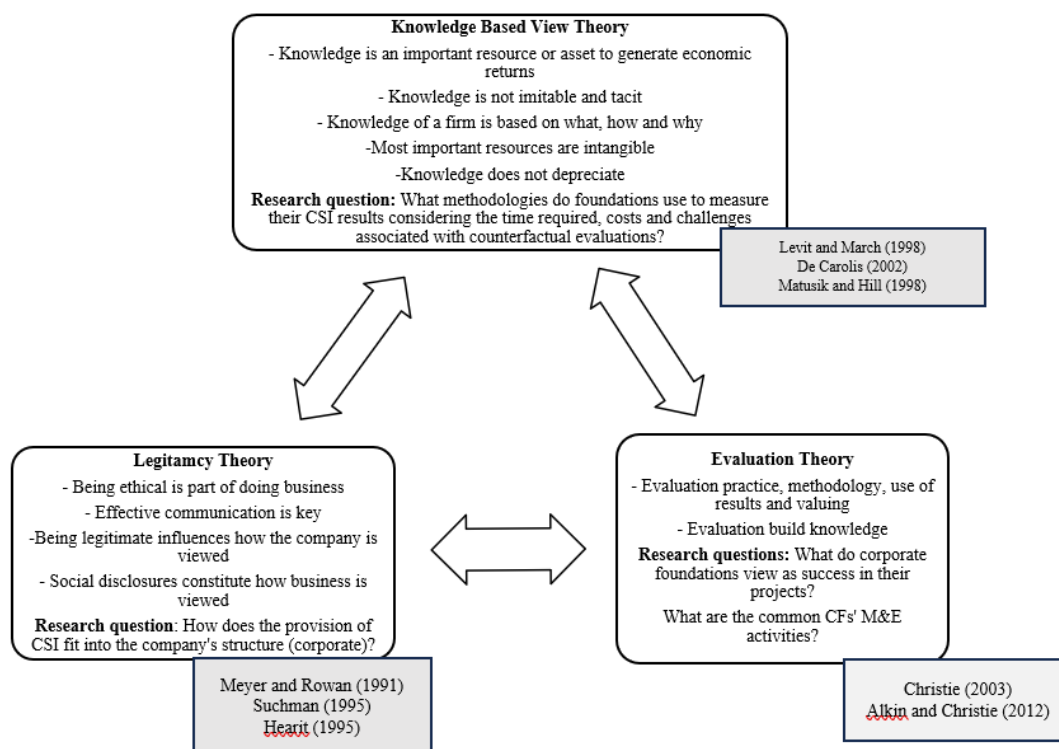 Knowledge Based View Theory
- Knowledge is an important resource or asset to generate economic
returns
- Knowledge is not imitable and tacit
- Knowledge of a firm is based on what, how and why
-Most important resources are intangible
-Knowledge does not depreciate
Research question: What methodologies do foundations use to measure
their CSI results considering the time required, costs and challenges
associated with counterfactual evaluations?
Levit and March (1998)
De Carolis (2002)
Matusik and Hill (1998)
Legitamcy Theory
- Being ethical is part of doing business
- Effective communication is key
-Being legitimate influences how the company is
viewed
- Social disclosures constitute how business is
viewed
Research question: How does the provision of
CSI fit into the company's structure (corporate)?
Meyer and Rowan (1991)
Suchman (1995)
Hearit (1995)
Evaluation Theory
- Evaluation practice, methodology, use of
results and valuing
- Evaluation build knowledge
Research questions: What do corporate
foundations view as success in their
projects?
What are the common CFs' M&E
activities?
Christie (2003)
Alkin and Christie (2012)